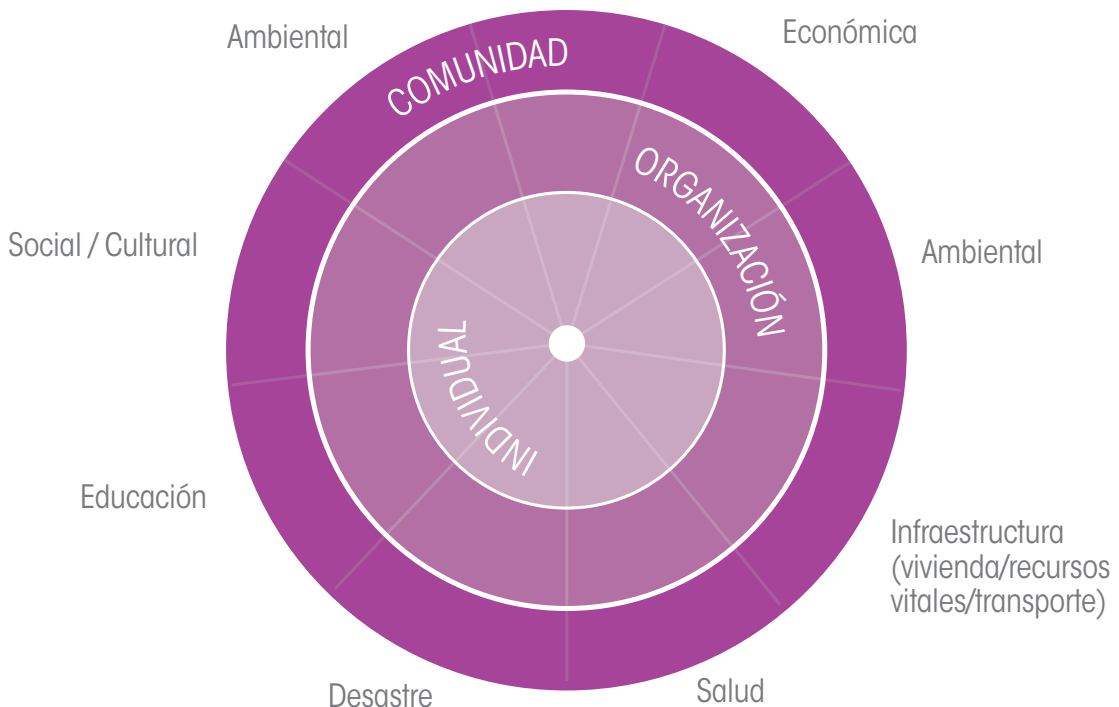 Ambiental
Económica
COMUNIDAD
ORGANIZACIÓN
Social / Cultural
Ambiental
INDIVIDUAL
Educación
Infraestructura
(vivienda/recursos
vitales/transporte)
Desastre
Salud